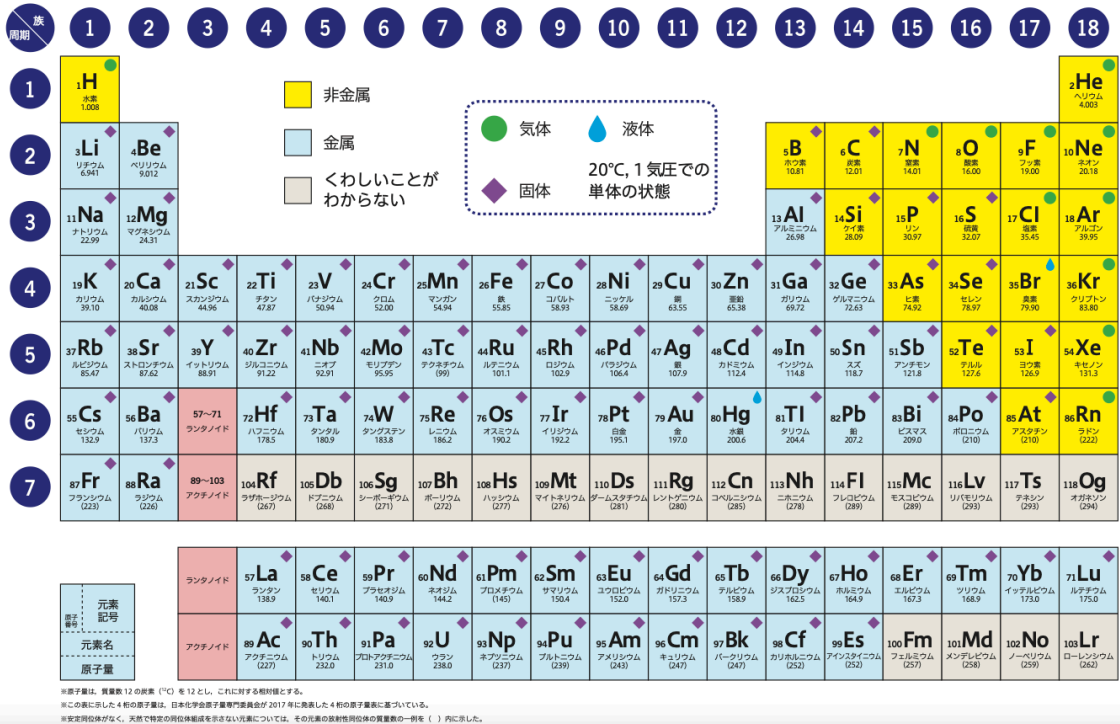 族
周期
1 2 3 4 5 6 7 8 9 10 11 12 13 14 15 16 17 18
1
1H
水素
1.008
2He
ヘリウム
4.003
非金属
金属
くわしいことが
わからない
気体
液体
固体
20℃, 1気圧での
単体の状態
2
3Li 4Be 5B 6C 7N 8O 9F 10Ne
リチウム ベリリウム ホウ素 炭素 窒素 酸素 フッ素 ネオン
6.941 9.012 10.81 12.01 14.01 16.00 19.00 20.18
3
11Na 12Mg 13Al 14Si 15P 16S 17Cl 18Ar
ナトリウム マグネシウム アルミニウム ケイ素 リン 硫黄 塩素 アルゴン
22.99 24.31 26.98 28.09 30.97 32.07 35.45 39.95
4
19K 20Ca 21Sc 22Ti 23V 24Cr 25Mn 26Fe 27Co 28Ni 29Cu 30Zn 31Ga 32Ge 33As 34Se 35Br 36Kr
カリウム カルシウム スカンジウム チタン バナジウム クロム マンガン 鉄 コバルト ニッケル 銅 亜鉛 ガリウム ゲルマニウム ヒ素 セレン 臭素 クリプトン
39.10 40.08 44.96 47.87 50.94 52.00 54.94 55.85 58.93 58.69 63.55 65.38 69.72 72.63 74.92 78.97 79.90 83.80
5
37Rb 38Sr 39Y 40Zr 41Nb 42Mo 43Tc 44Ru 45Rh 46Pd 47Ag 48Cd 49In 50Sn 51Sb 52Te 53I 54Xe
ルビジウム ストロンチウム イットリウム ジルコニウム ニオブ モリブデン テクネチウム ルテニウム ロジウム パラジウム 銀 カドミウム インジウム スズ アンチモン テルル ヨウ素 キセノン
85.47 87.62 88.91 91.22 92.91 95.95 (99) 101.1 102.9 106.4 107.9 112.4 114.8 118.7 121.8 127.6 126.9 131.3
6
55Cs 56Ba 57〜71 72Hf 73Ta 74W 75Re 76Os 77Ir 78Pt 79Au 80Hg 81Tl 82Pb 83Bi 84Po 85At 86Rn
セシウム バリウム ランタノイド ハフニウム タンタル タングステン レニウム オスミウム イリジウム 白金 金 水銀 タリウム 鉛 ビスマス ポロニウム アスタチン ラドン
132.9 137.3 178.5 180.9 183.8 186.2 190.2 192.2 195.1 197.0 200.6 204.4 207.2 209.0 (210) (210) (222)
7
87Fr 88Ra 89〜103 104Rf 105Db 106Sg 107Bh 108Hs 109Mt 110Ds 111Rg 112Cn 113Nh 114Fl 115Mc 116Lv 117Ts 118Og
フランシウム ラジウム アクチノイド ラザホージウム ドブニウム シーボーギウム ボーリウム ハッシウム マイトネリウム ダームスタチウム レントゲニウム コペルニシウム ニホニウム フレロビウム モスコビウム リバモリウム テネシン オガネソン
(223) (226) (267) (268) (271) (272) (277) (276) (281) (280) (285) (278) (289) (289) (293) (293) (294)
ランタノイド 57La 58Ce 59Pr 60Nd 61Pm 62Sm 63Eu 64Gd 65Tb 66Dy 67Ho 68Er 69Tm 70Yb 71Lu
ランタン セリウム プラセオジム ネオジム プロメチウム サマリウム ユウロピウム ガドリニウム テルビウム ジスプロシウム ホルミウム エルビウム ツリウム イッテルビウム ルテチウム
138.9 140.1 140.9 144.2 (145) 150.4 152.0 157.3 158.9 162.5 164.9 167.3 168.9 173.0 175.0
アクチノイド 89Ac 90Th 91Pa 92U 93Np 94Pu 95Am 96Cm 97Bk 98Cf 99Es 100Fm 101Md 102No 103Lr
アクチニウム トリウム プロトアクチニウム ウラン ネプツニウム プルトニウム アメリシウム キュリウム バークリウム カリホルニウム アインスタイニウム フェルミウム メンデレビウム ノーベリウム ローレンシウム
(227) 232.0 231.0 238.0 (237) (239) (243) (247) (247) (252) (252) (257) (258) (259) (262)
原子
番号
元素
記号
元素名
原子量
※原子量は、質量数12の炭素（¹²C）を12とし、これに対する相対値とする。
※この表に示した4桁の原子量は、日本化学会原子量専門委員会が2017年に発表した4桁の原子量表に基づいている。
※安定同位体がなく、天然で特定の同位体組成を示さない元素については、その元素の放射性同位体の質量数の一例を（ ）内に示した。